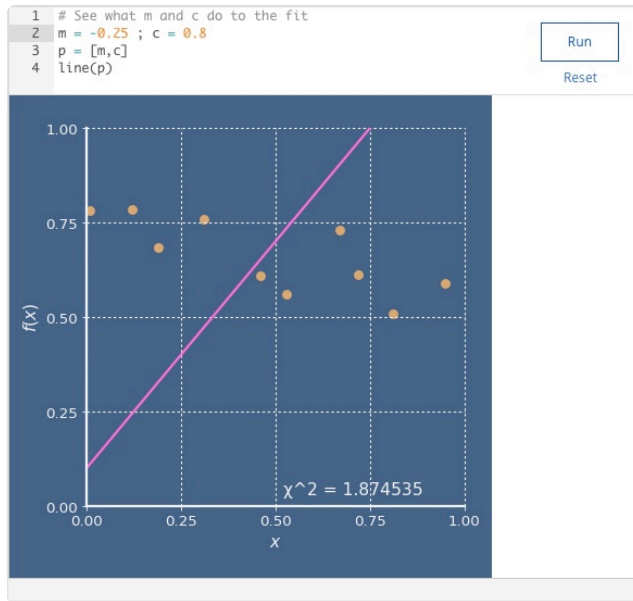 1 # See what m and c do to the fit
2 m = -0.25 ; c = 0.8
3 p = [m,c]
4 line(p)
Run
Reset
1.00
0.75
f(x)
0.50
0.25
χ^2 = 1.874535
0.00
0.00 0.25 0.50 0.75 1.00
x